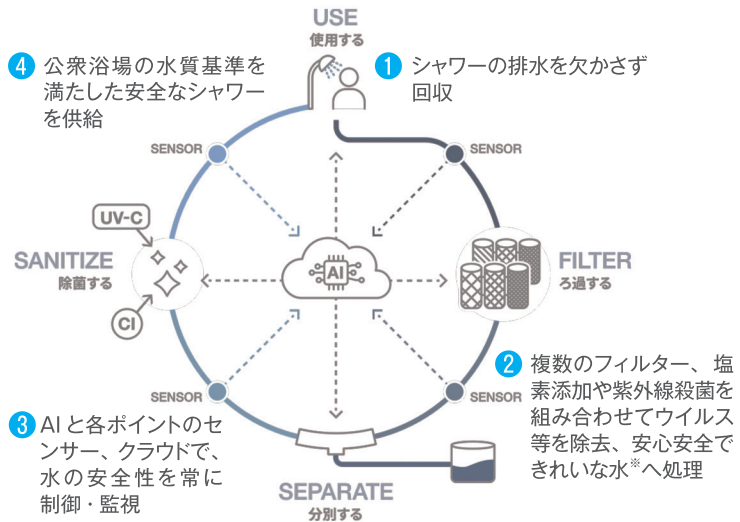 USE
使用する
④ 公衆浴場の水質基準を
満たした安全なシャワー
を供給
① シャワーの排水を欠かさず
回収
SENSOR
SENSOR
UV-C
SANITIZE
除菌する
AI
FILTER
ろ過する
CI
② 複数のフィルター、塩
素添加や紫外線殺菌を
組み合わせてウイルス
等を除去、安心安全で
きれいな水※へ処理
SENSOR
SENSOR
③ AIと各ポイントのセ
ンサー、クラウドで、
水の安全性を常に
制御・監視
SEPARATE
分別する